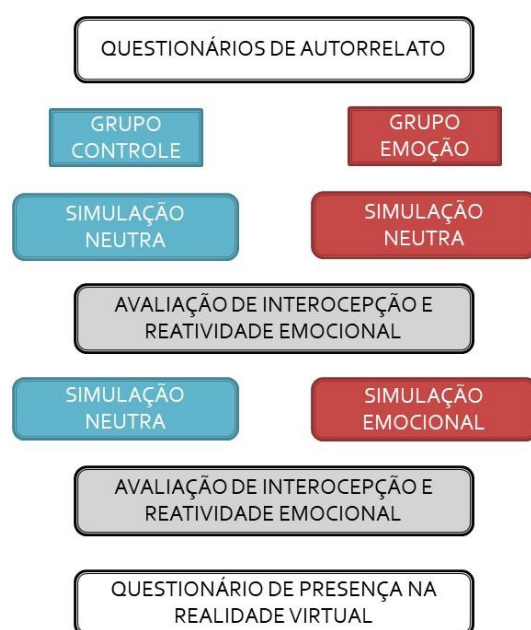 QUESTIONÁRIOS DE AUTORRELATO
GRUPO
CONTROLE
GRUPO
EMOÇÃO
SIMULAÇÃO
NEUTRA
SIMULAÇÃO
NEUTRA
AVALIAÇÃO DE INTEROCEPÇÃO E
REATIVIDADE EMOCIONAL
SIMULAÇÃO
NEUTRA
SIMULAÇÃO
EMOCIONAL
AVALIAÇÃO DE INTEROCEPÇÃO E
REATIVIDADE EMOCIONAL
QUESTIONÁRIO DE PRESENÇA NA
REALIDADE VIRTUAL